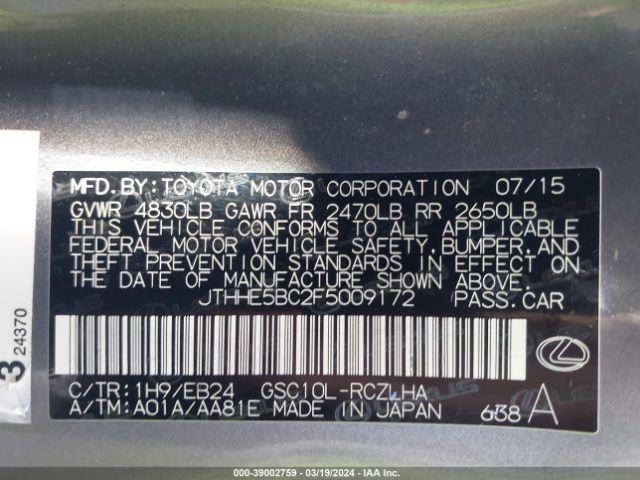 MFD.BY:TOYOTA MOTOR CORPORATION 07/15
GVWR 4830LB GAWR FR 2470LB RR 2650LB
THIS VEHICLE CONFORMS TO ALL APPLICABLE
FEDERAL MOTOR VEHICLE SAFETY, BUMPER, AND
THEFT PREVENTION STANDARDS IN EFFECT ON
THE DATE OF MANUFACTURE SHOWN ABOVE.
JTHHE5BC2F5009172 PASS.CAR
C/TR:1H9/EB24 GSC10L-RCZLHA
A/TM:A01A/AA81E MADE IN JAPAN 638 A
3 24370
000-39002759 - 03/19/2024 - IAA Inc.